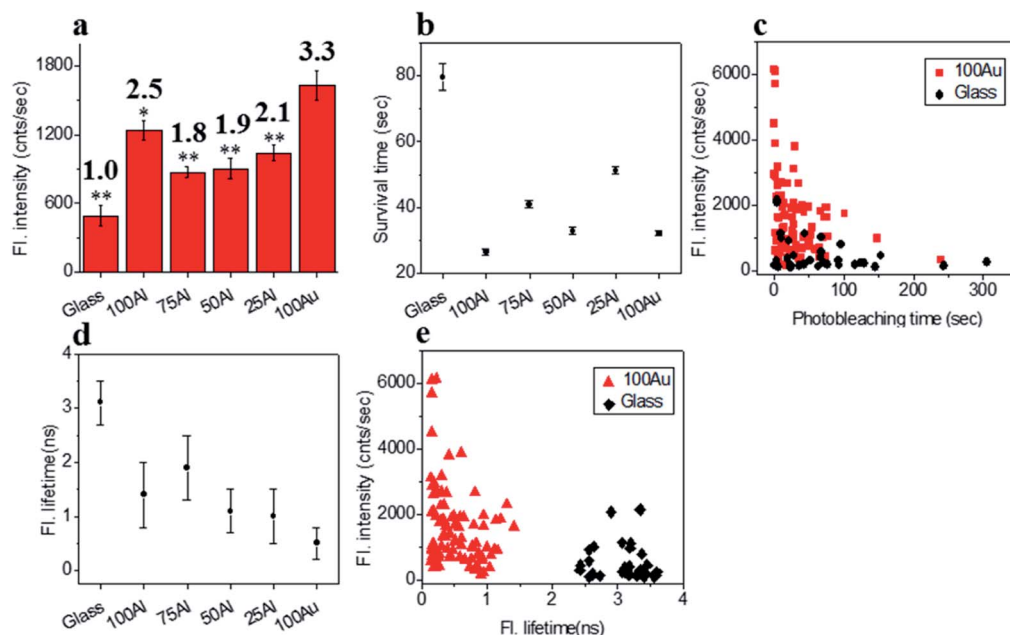 a
Fl. intensity (cnts/sec)
1800
1200
600
0
1.0
**
2.5
*
1.8
**
1.9
**
2.1
**
3.3
Glass
100Al
75Al
50Al
25Al
100Au
b
Survival time (sec)
80
60
40
20
Glass
100Al
75Al
50Al
25Al
100Au
c
Fl. intensity (cnts/sec)
6000
4000
2000
0
100Au
Glass
0 100 200 300
Photobleaching time (sec)
d
Fl. lifetime(ns)
4
3
2
1
0
Glass
100Al
75Al
50Al
25Al
100Au
e
Fl. intensity (cnts/sec)
6000
4000
2000
0
100Au
Glass
0 1 2 3 4
Fl. lifetime(ns)